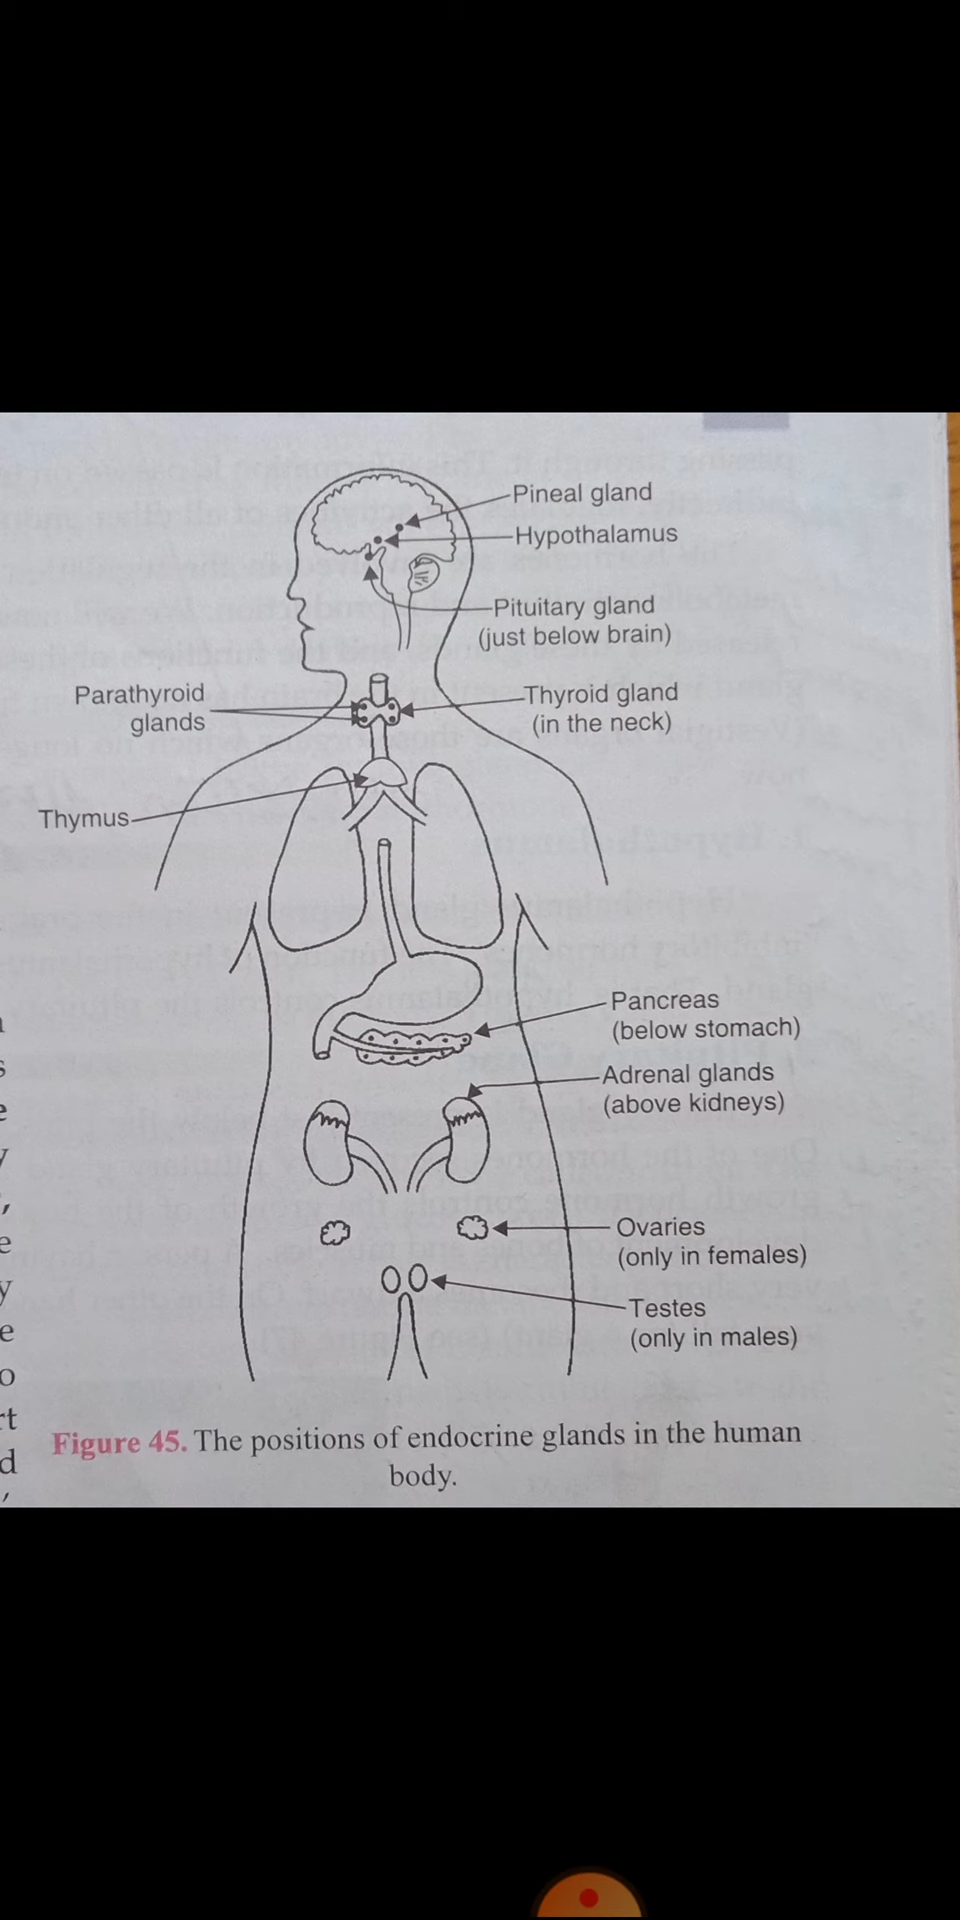 Pineal gland
Hypothalamus
Pituitary gland
(just below brain)
Parathyroid
glands
Thyroid gland
(in the neck)
Thymus
Pancreas
(below stomach)
Adrenal glands
(above kidneys)
Ovaries
(only in females)
Testes
(only in males)
Figure 45. The positions of endocrine glands in the human
body.